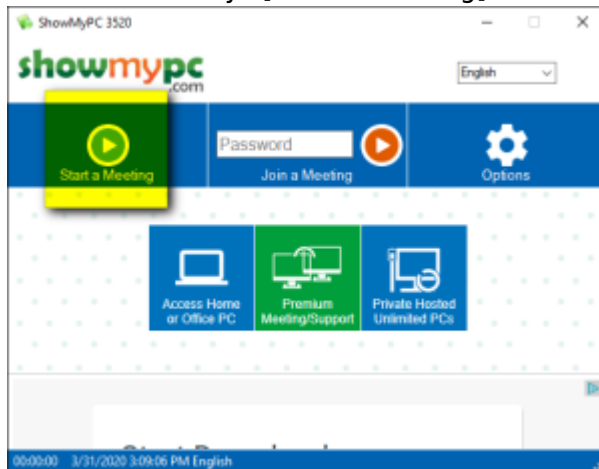 ShowMyPC 3520
showmypc
.com
English
Start a Meeting
Password
Join a Meeting
Options
Access Home
or Office PC
Premium
Meeting/Support
Private Hosted
Unlimited PCs
00:00:00 3/31/2020 3:09:06 PM English